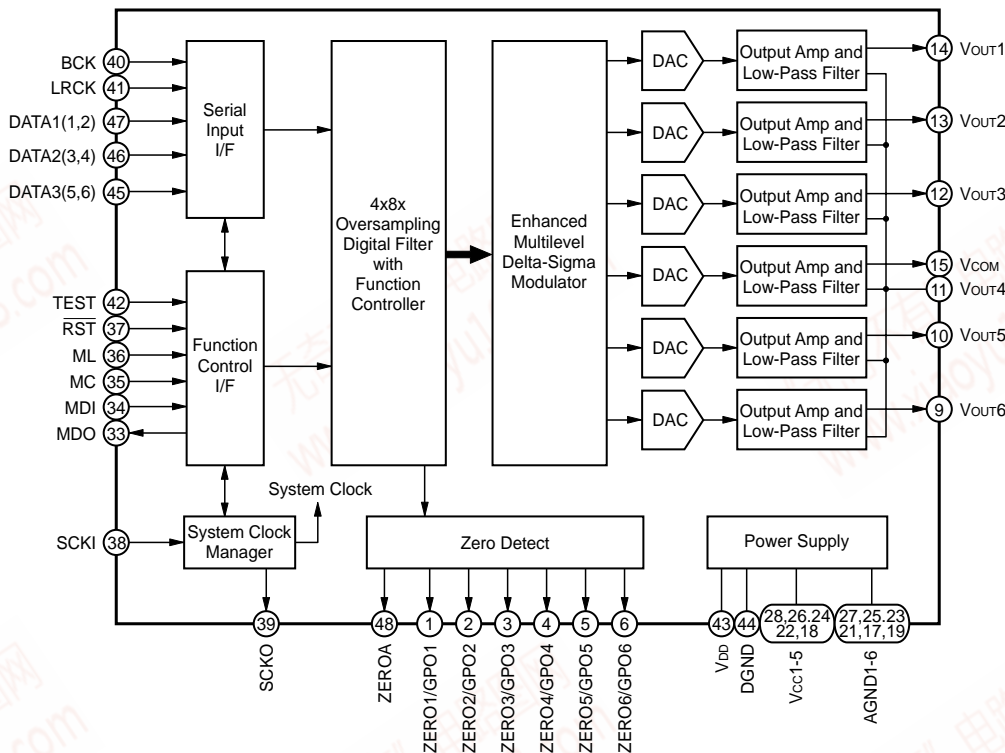 BCK 40
LRCK 41
DATA1(1,2) 47
DATA2(3,4) 46
DATA3(5,6) 45
Serial
Input
I/F
TEST 42
RST 37
ML 36
MC 35
MDI 34
MDO 33
Function
Control
I/F
SCKI 38
System Clock
Manager
System Clock
39
SCKO
4x8x
Oversampling
Digital Filter
with
Function
Controller
Enhanced
Multilevel
Delta-Sigma
Modulator
DAC
DAC
DAC
DAC
DAC
DAC
Output Amp and
Low-Pass Filter
Output Amp and
Low-Pass Filter
Output Amp and
Low-Pass Filter
Output Amp and
Low-Pass Filter
Output Amp and
Low-Pass Filter
Output Amp and
Low-Pass Filter
14 VOUT1
13 VOUT2
12 VOUT3
15 VCOM
11 VOUT4
10 VOUT5
9 VOUT6
Zero Detect
48 1 2 3 4 5 6
ZEROA
ZERO1/GPO1
ZERO2/GPO2
ZERO3/GPO3
ZERO4/GPO4
ZERO5/GPO5
ZERO6/GPO6
Power Supply
43 44
28,26.24
22,18
27,25.23
21,17,19
VDD
DGND
VCC1-5
AGND1-6